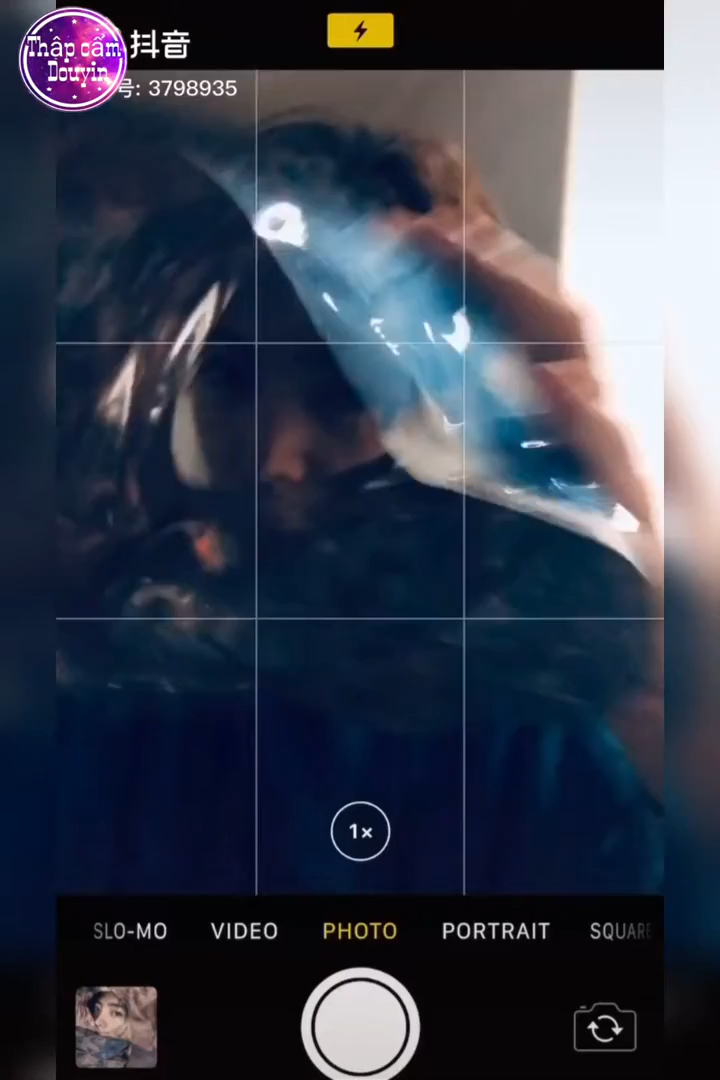 Thập cẩm
Douyin
抖音
号: 3798935
1×
SLO-MO VIDEO PHOTO PORTRAIT SQUARE